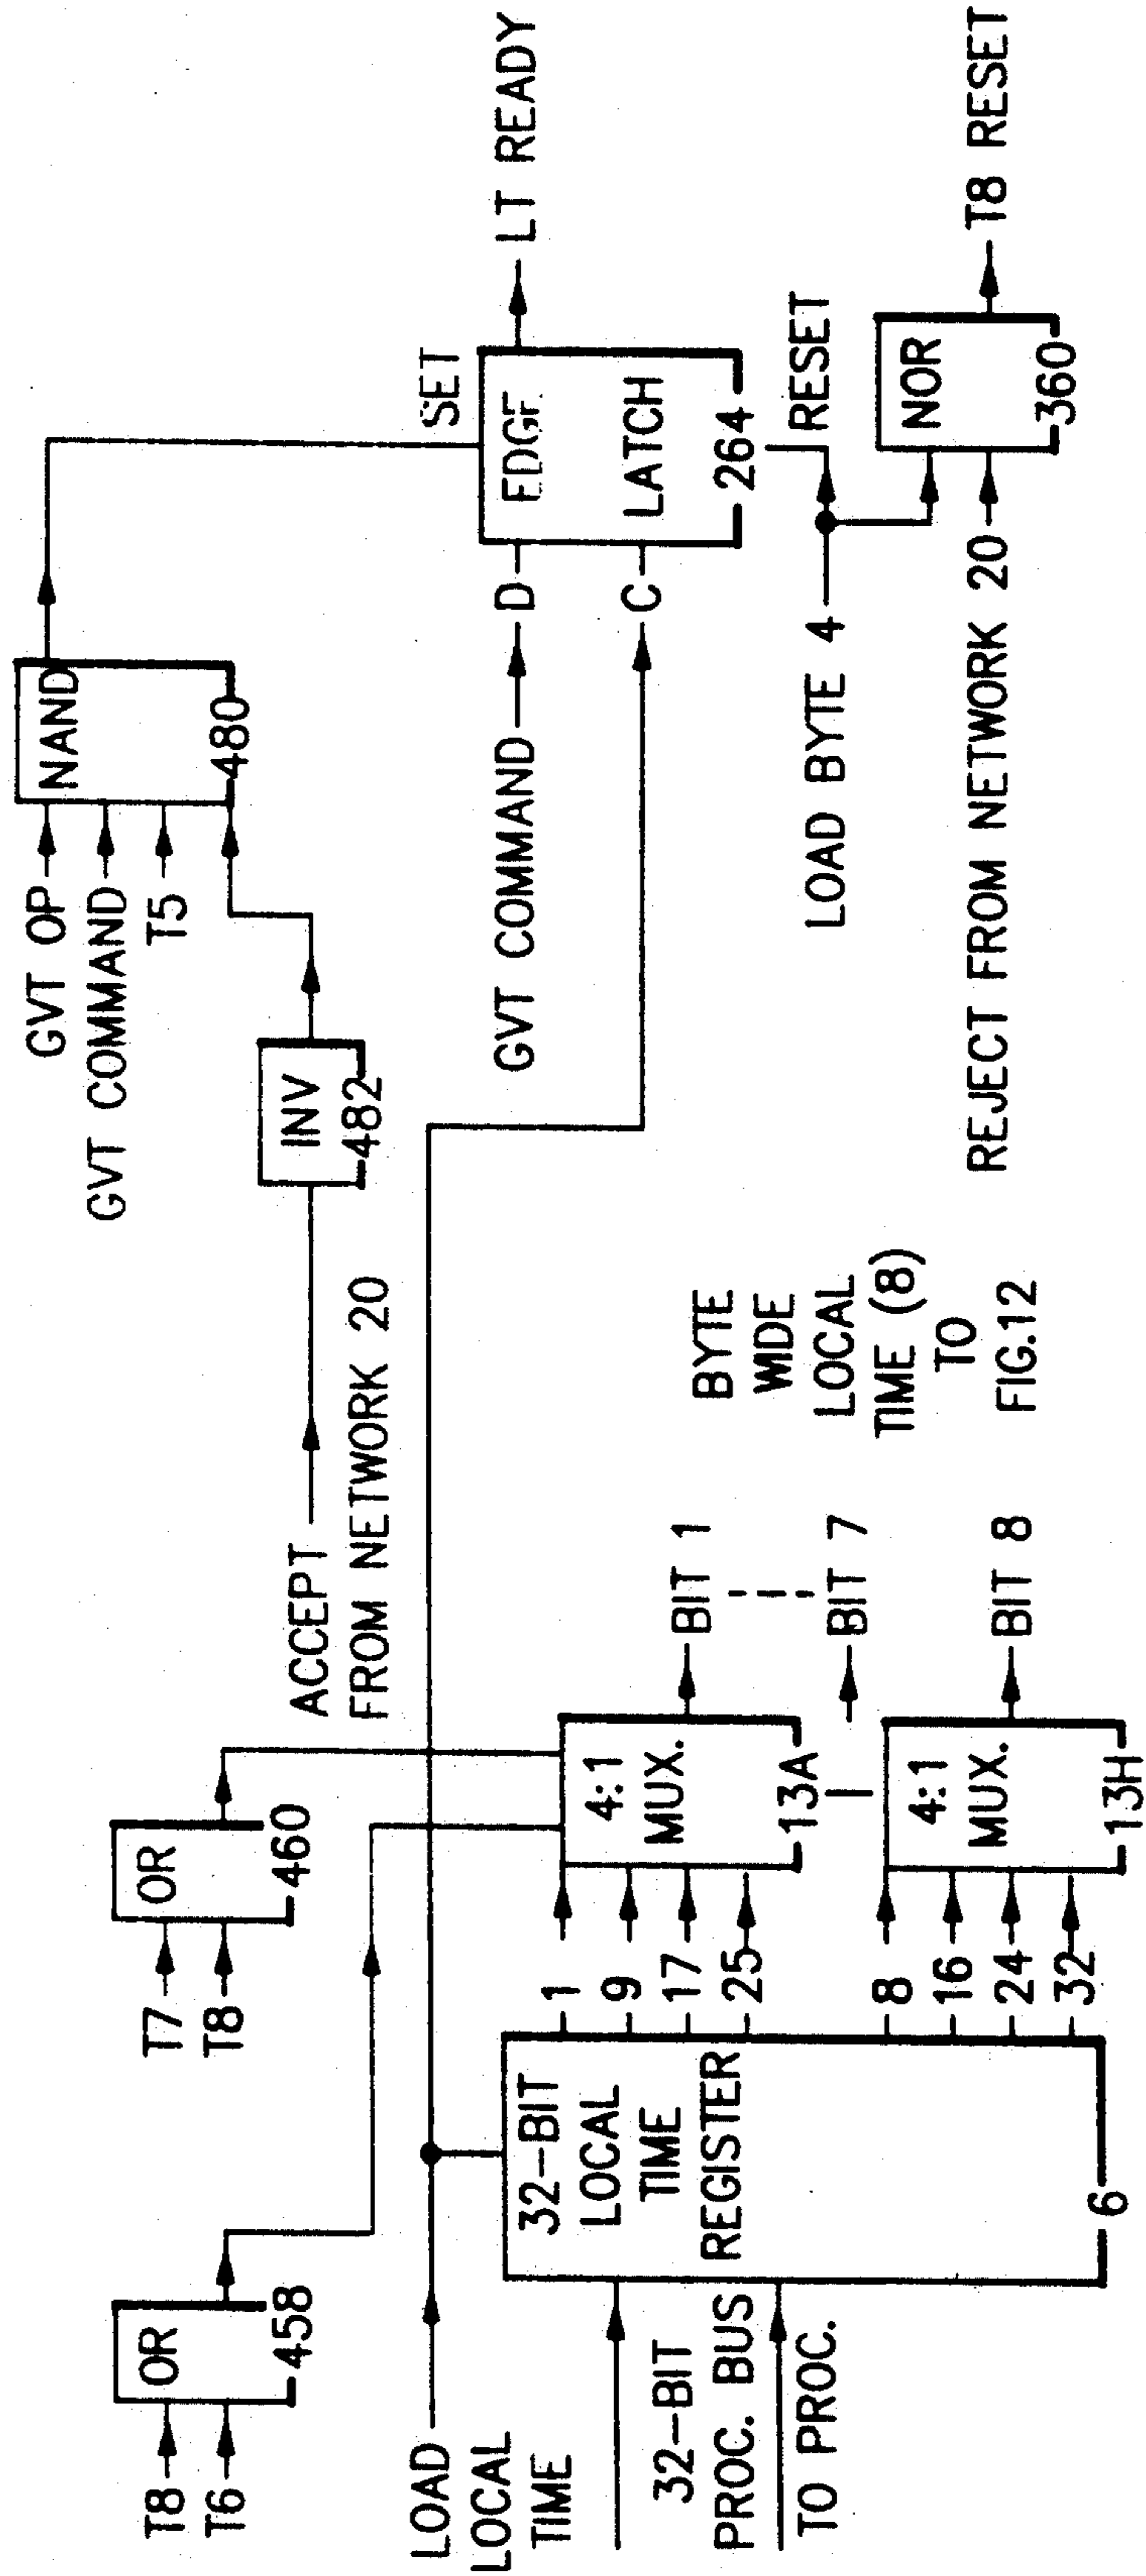 T8
T6
OR
458
T7
T8
OR
460
ACCEPT
FROM NETWORK 20
INV
482
GVT OP
GVT COMMAND
T5
NAND
480
LOAD
LOCAL
TIME
32-BIT
PROC. BUS
TO PROC.
32-BIT
LOCAL
TIME
REGISTER
6
1
9
17
25
8
16
24
32
4:1
MUX.
13A
4:1
MUX.
13H
BIT 1
BIT 7
BIT 8
BYTE
WIDE
LOCAL
TIME (8)
TO
FIG.12
GVT COMMAND
D
C
SET
EDGE
LATCH
264
LT READY
RESET
LOAD BYTE 4
REJECT FROM NETWORK 20
NOR
360
T8 RESET